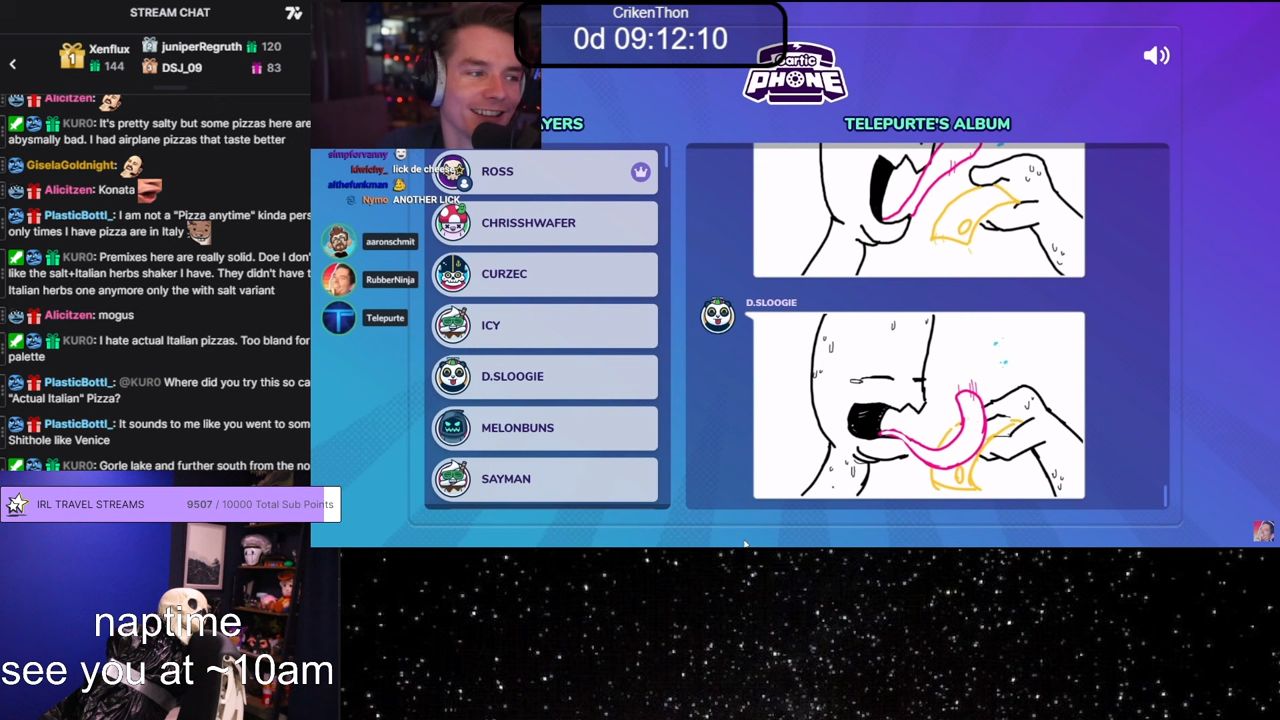 STREAM CHAT
Xenflux
144
juniperRegruth 120
DSJ_09 83
Alicitzen:
KUR0: It's pretty salty but some pizzas here are
abysmally bad. I had airplane pizzas that taste better
GiselaGoldnight:
Alicitzen: Konata
PlasticBottl_: I am not a "Pizza anytime" kinda pers
only times I have pizza are in Italy
KUR0: Premixes here are really solid. Doe I don'
like the salt+Italian herbs shaker I have. They didn't have t
Italian herbs one anymore only the with salt variant
Alicitzen: mogus
KUR0: I hate actual Italian pizzas. Too bland for
palette
PlasticBottl_: @KUR0 Where did you try this so ca
"Actual Italian" Pizza?
PlasticBottl_: It sounds to me like you went to som
Shithole like Venice
KUR0: Gorle lake and further south from the no
IRL TRAVEL STREAMS 9507 / 10000 Total Sub Points
naptime
see you at ~10am
CrikenThon
0d 09:12:10
simpforvanny
kiwichy_ lick de cheese
althefunkman
Nymo ANOTHER LICK
aaronschmit
RubberNinja
Telepurte
YERS
ROSS
CHRISSHWAFER
CURZEC
ICY
D.SLOOGIE
MELONBUNS
SAYMAN
Gartic
PHONE
TELEPURTE'S ALBUM
D.SLOOGIE